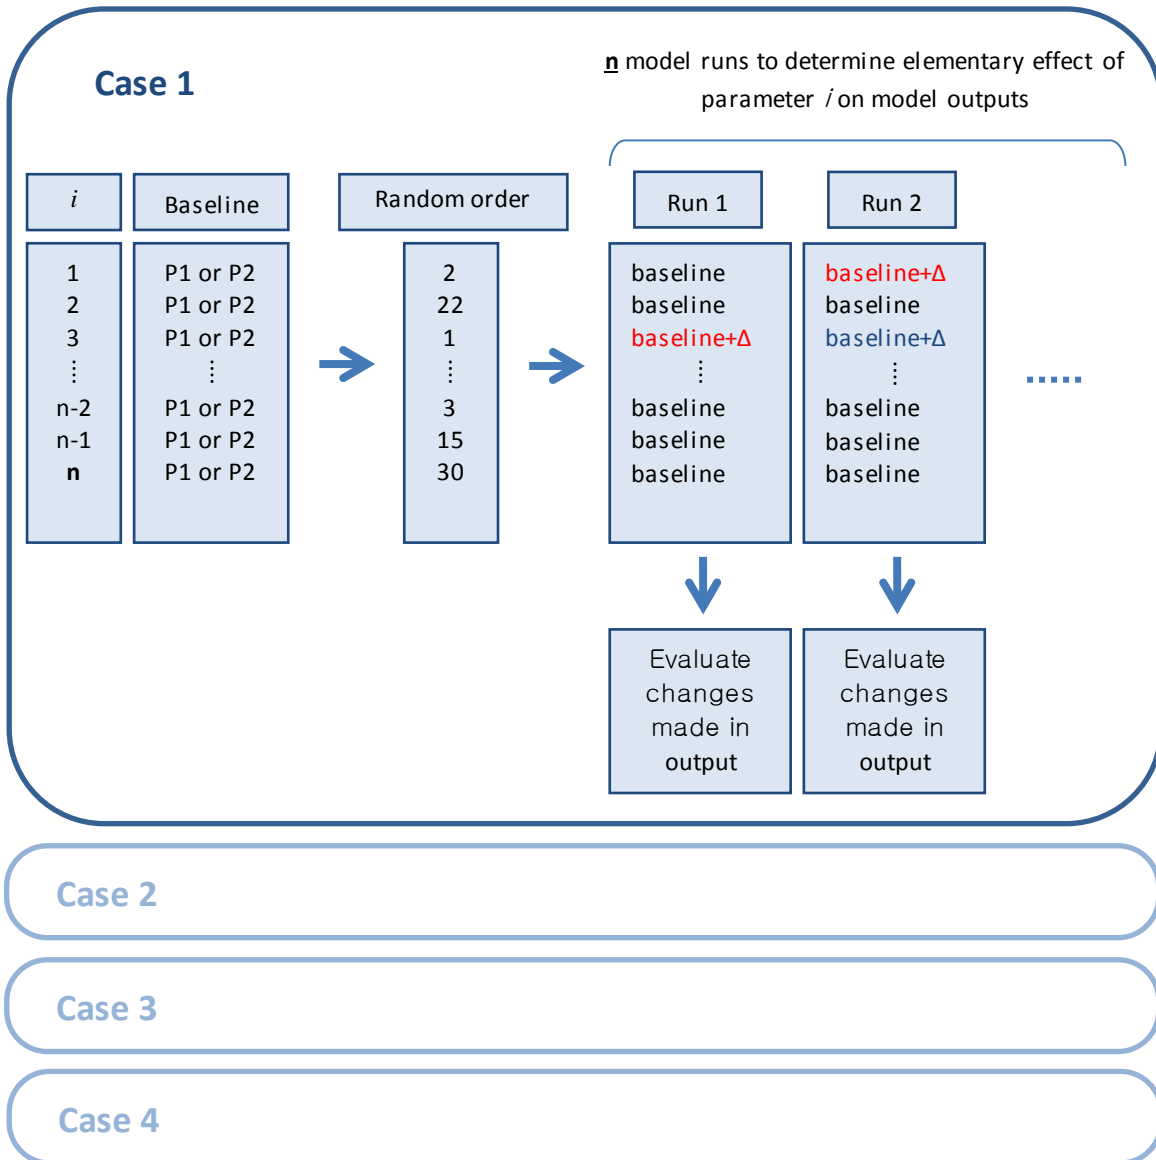 Case 1
n model runs to determine elementary effect of
parameter i on model outputs
i
Baseline
Random order
Run 1
Run 2
1 P1 or P2 2 baseline baseline+Δ
2 P1 or P2 22 baseline baseline
3 P1 or P2 1 baseline+Δ baseline+Δ
⋮ ⋮ ⋮ ⋮ ⋮ ......
n-2 P1 or P2 3 baseline baseline
n-1 P1 or P2 15 baseline baseline
n P1 or P2 30 baseline baseline
Evaluate
changes
made in
output
Evaluate
changes
made in
output
Case 2
Case 3
Case 4